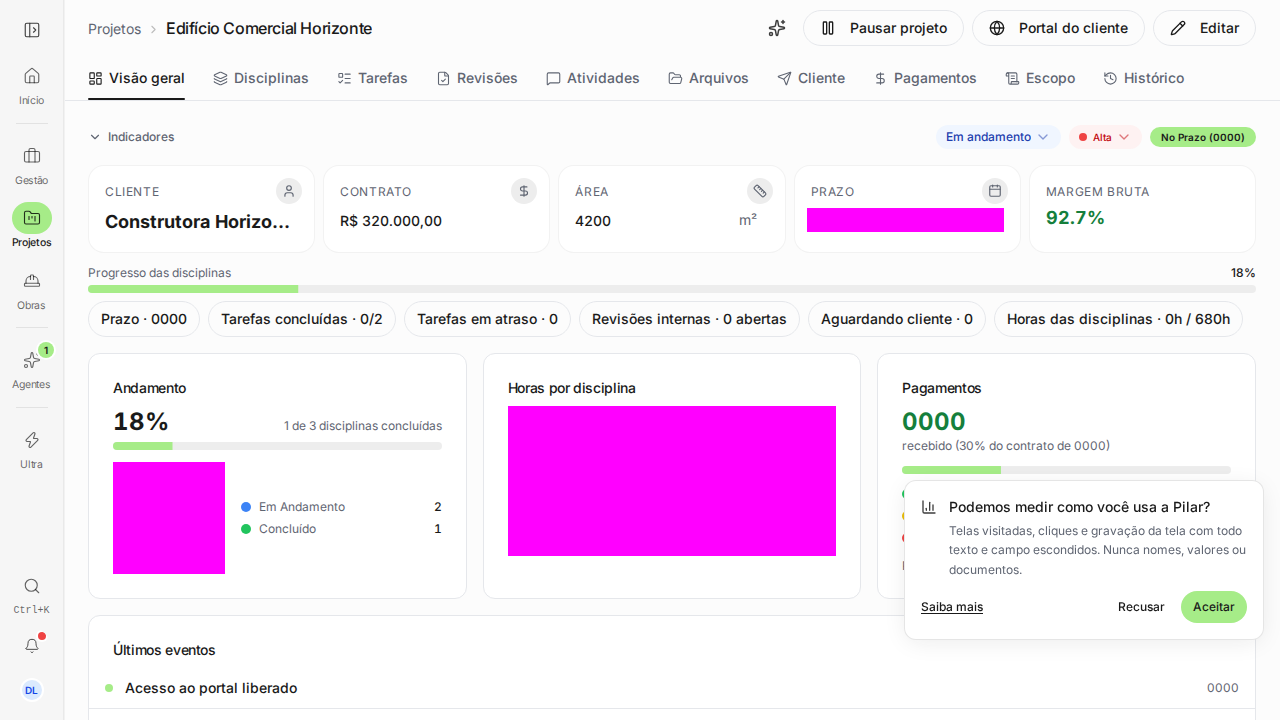 Projetos
Edifício Comercial Horizonte
Pausar projeto
Portal do cliente
Editar
Início
Gestão
Projetos
Obras
1
Agentes
Ultra
Ctrl+K
DL
Visão geral
Disciplinas
Tarefas
Revisões
Atividades
Arquivos
Cliente
Pagamentos
Escopo
Histórico
Indicadores
Em andamento
Alta
No Prazo (0000)
CLIENTE
Construtora Horizo...
CONTRATO
R$ 320.000,00
ÁREA
4200 m²
PRAZO
MARGEM BRUTA
92.7%
Progresso das disciplinas
18%
Prazo · 0000
Tarefas concluídas · 0/2
Tarefas em atraso · 0
Revisões internas · 0 abertas
Aguardando cliente · 0
Horas das disciplinas · 0h / 680h
Andamento
18%
1 de 3 disciplinas concluídas
Em Andamento 2
Concluído 1
Horas por disciplina
Pagamentos
0000
recebido (30% do contrato de 0000)
Podemos medir como você usa a Pilar?
Telas visitadas, cliques e gravação da tela com todo
texto e campo escondidos. Nunca nomes, valores ou
documentos.
Saiba mais
Recusar
Aceitar
Últimos eventos
Acesso ao portal liberado
0000